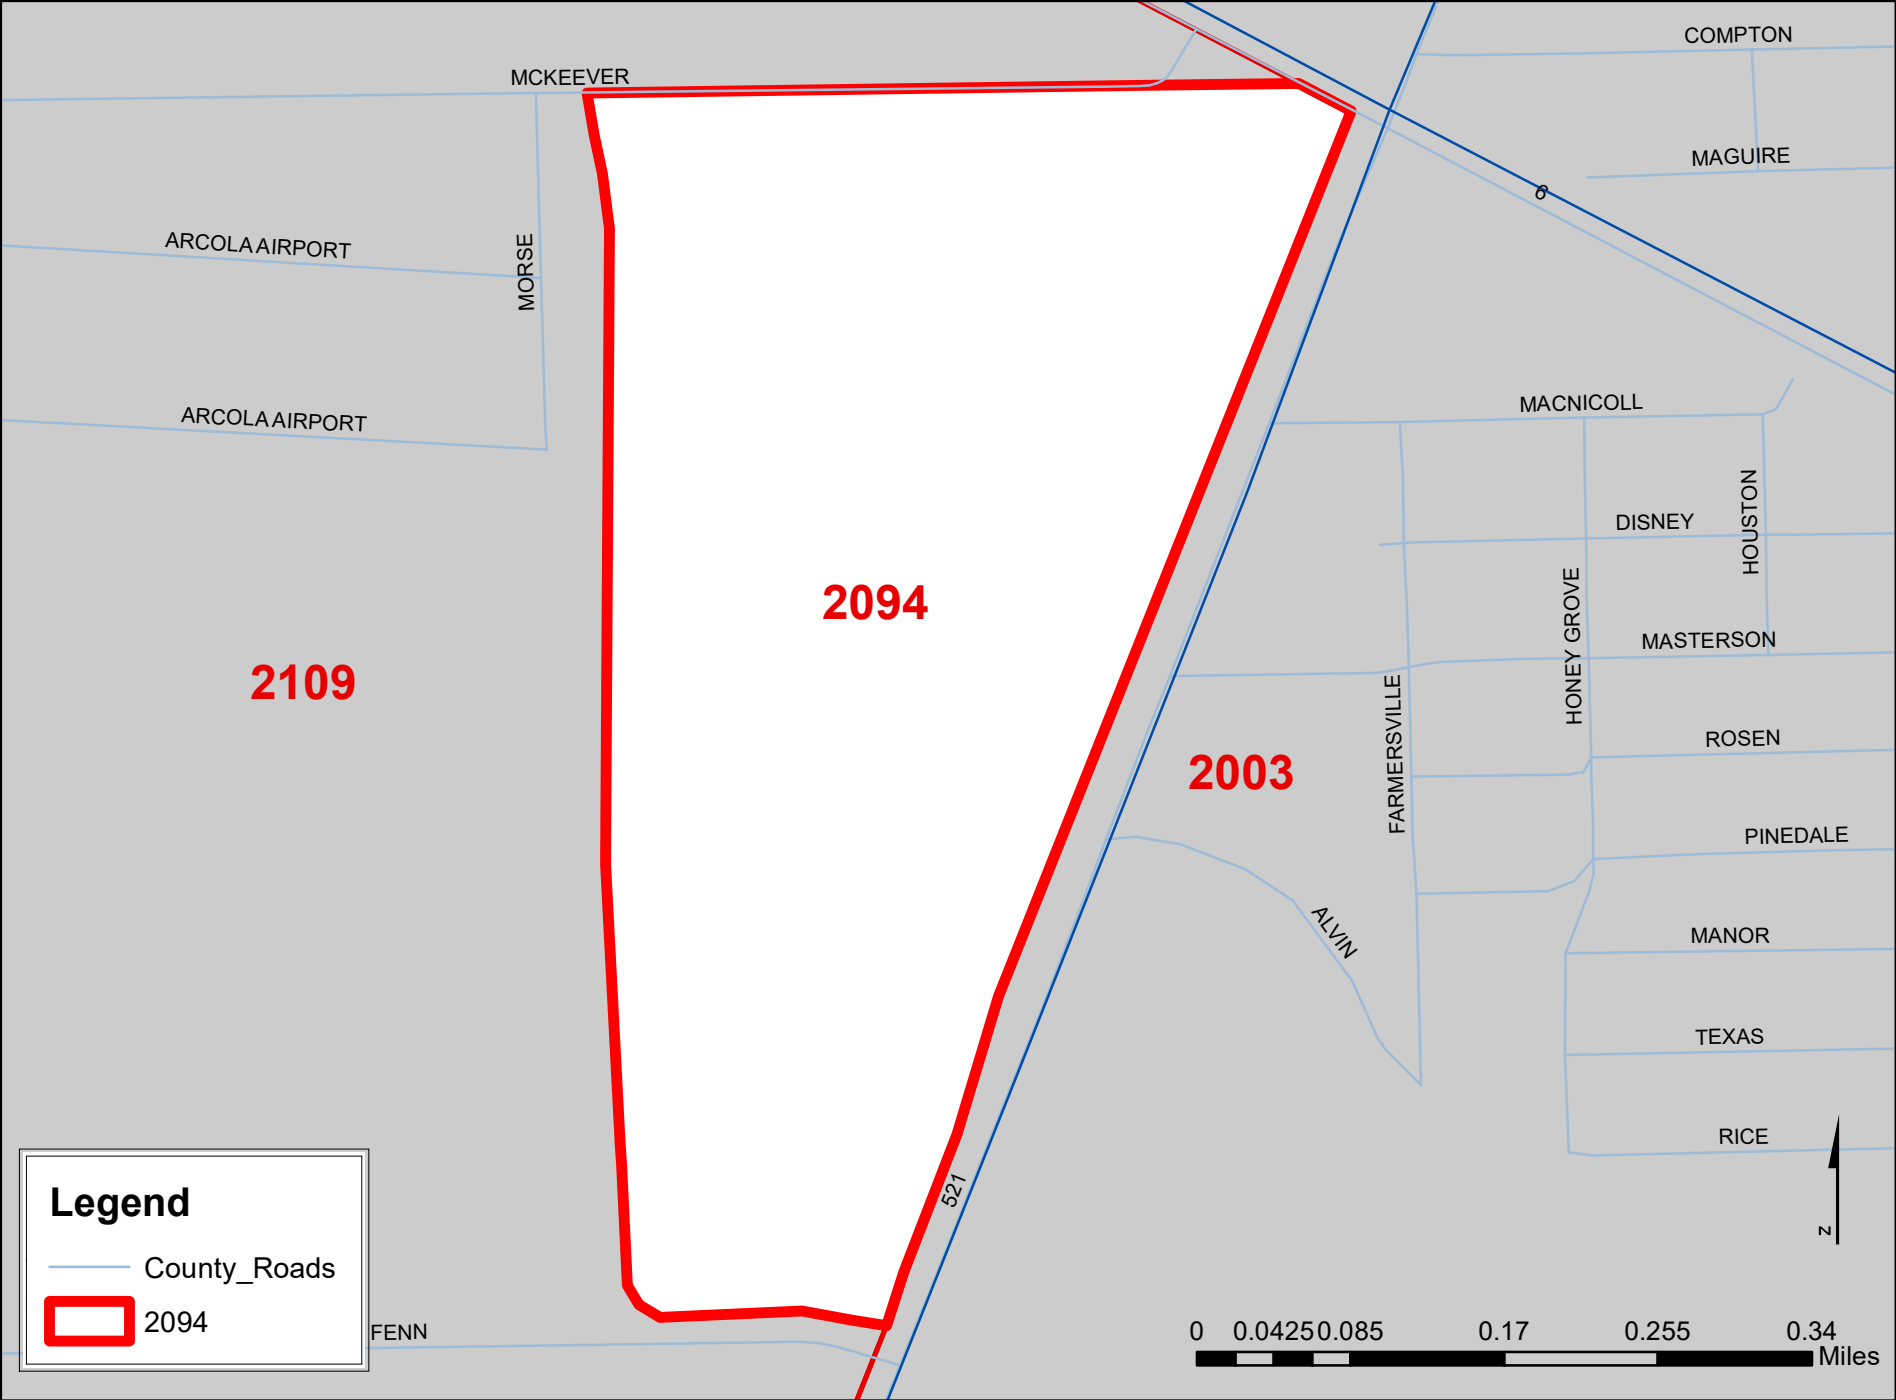 COMPTON
MCKEEVER
MAGUIRE
6
ARCOLA AIRPORT
MORSE
ARCOLA AIRPORT
MACNICOLL
HOUSTON
DISNEY
HONEY GROVE
2094
MASTERSON
2109
FARMERSVILLE
ROSEN
2003
PINEDALE
ALVIN
MANOR
TEXAS
RICE
521
Legend
County_Roads
2094
FENN
z
0 0.0425 0.085 0.17 0.255 0.34
Miles